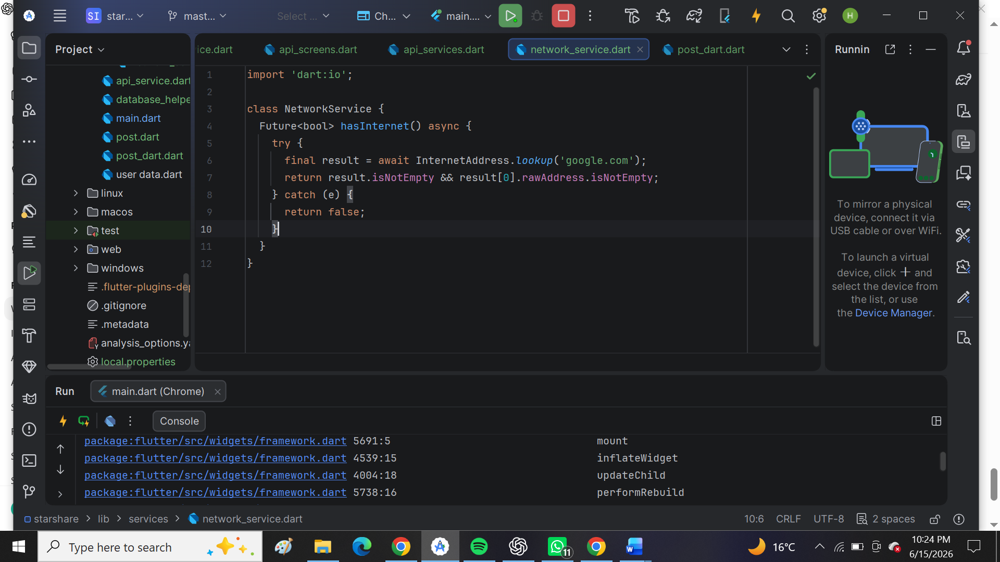 SI star...
mast...
Select ...
Ch...
main....
H
Project
ice.dart
api_screens.dart
api_services.dart
network_service.dart
post_dart.dart
Runnin
api_service.dart
database_helpe
main.dart
post.dart
post_dart.dart
user data.dart
linux
macos
test
web
windows
.flutter-plugins-dep
.gitignore
.metadata
analysis_options.ya
local.properties
1 import 'dart:io';
2
3 class NetworkService {
4 Future<bool> hasInternet() async {
5 try {
6 final result = await InternetAddress.lookup('google.com');
7 return result.isNotEmpty && result[0].rawAddress.isNotEmpty;
8 } catch (e) {
9 return false;
10 }
11 }
12 }
To mirror a physical
device, connect it via
USB cable or over WiFi.
To launch a virtual
device, click + and
select the device from
the list, or use
the Device Manager.
Run
main.dart (Chrome)
Console
package:flutter/src/widgets/framework.dart 5691:5 mount
package:flutter/src/widgets/framework.dart 4539:15 inflateWidget
package:flutter/src/widgets/framework.dart 4004:18 updateChild
package:flutter/src/widgets/framework.dart 5738:16 performRebuild
starshare > lib > services > network_service.dart
10:6 CRLF UTF-8 2 spaces
Type here to search
11
16°C
10:24 PM
6/15/2026